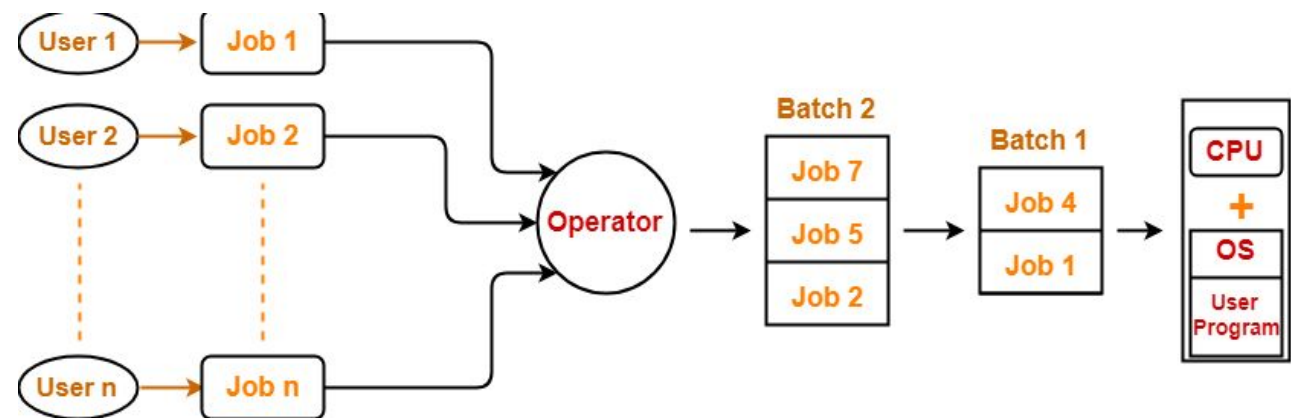 User 1
Job 1
User 2
Job 2
User n
Job n
Operator
Batch 2
Job 7
Job 5
Job 2
Batch 1
Job 4
Job 1
CPU
+
OS
User
Program